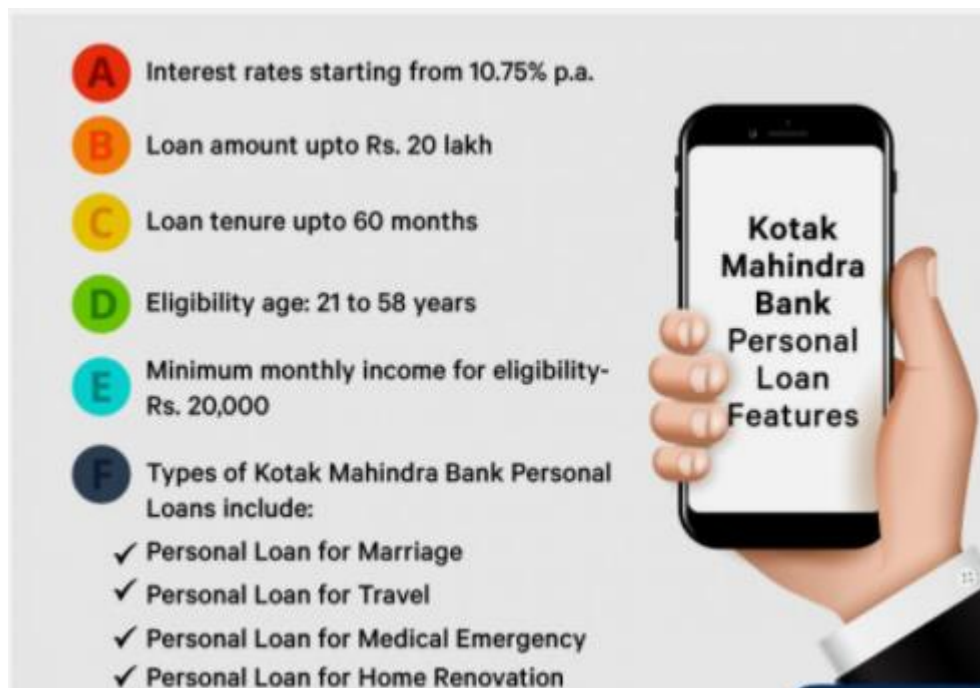 A Interest rates starting from 10.75% p.a.
B Loan amount upto Rs. 20 lakh
C Loan tenure upto 60 months
D Eligibility age: 21 to 58 years
E Minimum monthly income for eligibility-
Rs. 20,000
F Types of Kotak Mahindra Bank Personal
Loans include:
✓ Personal Loan for Marriage
✓ Personal Loan for Travel
✓ Personal Loan for Medical Emergency
✓ Personal Loan for Home Renovation
Kotak
Mahindra
Bank
Personal
Loan
Features